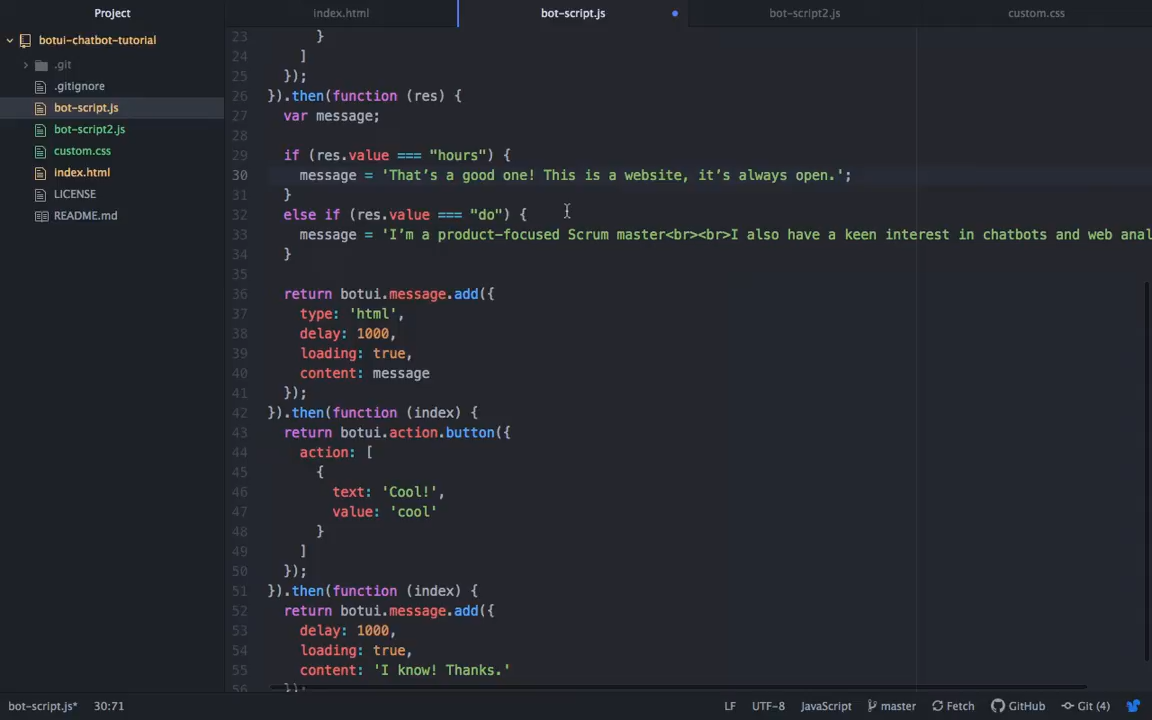 Project
index.html
bot-script.js
bot-script2.js
custom.css
botui-chatbot-tutorial
.git
.gitignore
bot-script.js
bot-script2.js
custom.css
index.html
LICENSE
README.md
23 }
24 ]
25 });
26 }).then(function (res) {
27 var message;
28
29 if (res.value === "hours") {
30 message = 'That’s a good one! This is a website, it’s always open.';
31 }
32 else if (res.value === "do") {
33 message = 'I’m a product-focused Scrum master<br><br>I also have a keen interest in chatbots and web anal
34 }
35
36 return botui.message.add({
37 type: 'html',
38 delay: 1000,
39 loading: true,
40 content: message
41 });
42 }).then(function (index) {
43 return botui.action.button({
44 action: [
45 {
46 text: 'Cool!',
47 value: 'cool'
48 }
49 ]
50 });
51 }).then(function (index) {
52 return botui.message.add({
53 delay: 1000,
54 loading: true,
55 content: 'I know! Thanks.'
56 });
bot-script.js* 30:71 LF UTF-8 JavaScript master Fetch GitHub Git (4)